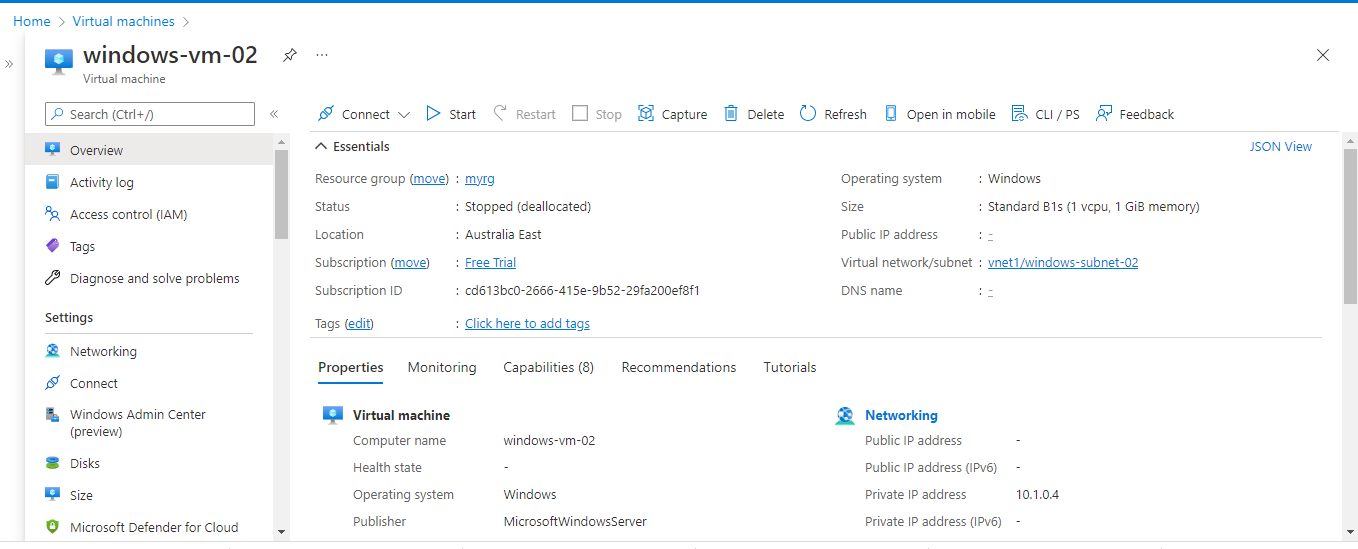 Home > Virtual machines >
windows-vm-02
Virtual machine
Search (Ctrl+/)
Overview
Activity log
Access control (IAM)
Tags
Diagnose and solve problems
Settings
Networking
Connect
Windows Admin Center
(preview)
Disks
Size
Microsoft Defender for Cloud
Connect Start Restart Stop Capture Delete Refresh Open in mobile CLI / PS Feedback
Essentials JSON View
Resource group (move) : myrg
Status : Stopped (deallocated)
Location : Australia East
Subscription (move) : Free Trial
Subscription ID : cd613bc0-2666-415e-9b52-29fa200ef8f1
Tags (edit) : Click here to add tags
Operating system : Windows
Size : Standard B1s (1 vcpu, 1 GiB memory)
Public IP address : -
Virtual network/subnet : vnet1/windows-subnet-02
DNS name : -
Properties Monitoring Capabilities (8) Recommendations Tutorials
Virtual machine
Computer name windows-vm-02
Health state -
Operating system Windows
Publisher MicrosoftWindowsServer
Networking
Public IP address -
Public IP address (IPv6) -
Private IP address 10.1.0.4
Private IP address (IPv6) -